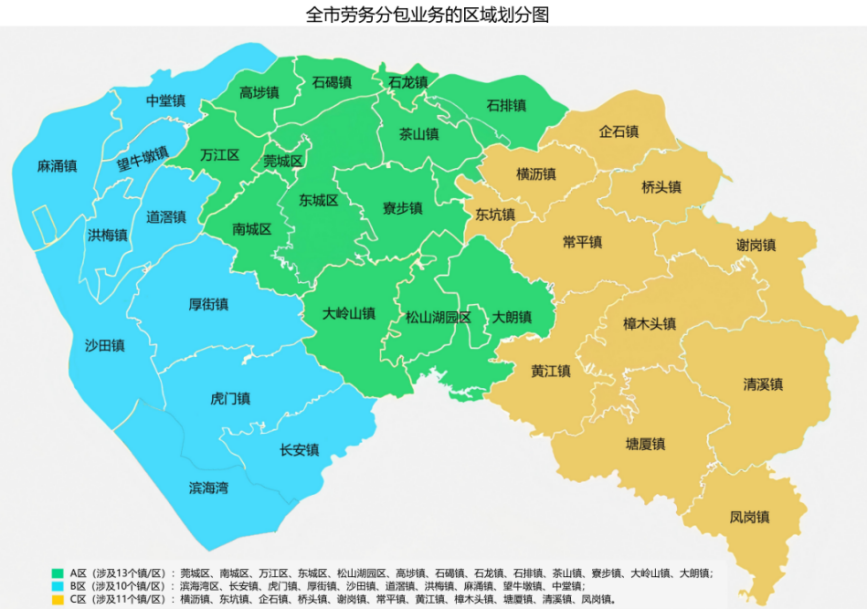 全市劳务分包业务的区域划分图
中堂镇
高埗镇
石碣镇
石龙镇
石排镇
企石镇
麻涌镇
望牛墩镇
万江区
莞城区
茶山镇
横沥镇
桥头镇
洪梅镇
道滘镇
南城区
东城区
寮步镇
东坑镇
常平镇
谢岗镇
厚街镇
沙田镇
大岭山镇
松山湖园区
大朗镇
樟木头镇
虎门镇
黄江镇
清溪镇
长安镇
塘厦镇
滨海湾
凤岗镇
A区（涉及13个镇/区）：莞城区、南城区、万江区、东城区、松山湖园区、高埗镇、石碣镇、石龙镇、石排镇、茶山镇、寮步镇、大岭山镇、大朗镇；
B区（涉及10个镇/区）：滨海湾区、长安镇、虎门镇、厚街镇、沙田镇、道滘镇、洪梅镇、麻涌镇、望牛墩镇、中堂镇；
C区（涉及11个镇/区）：横沥镇、东坑镇、企石镇、桥头镇、谢岗镇、常平镇、黄江镇、樟木头镇、塘厦镇、清溪镇、凤岗镇。